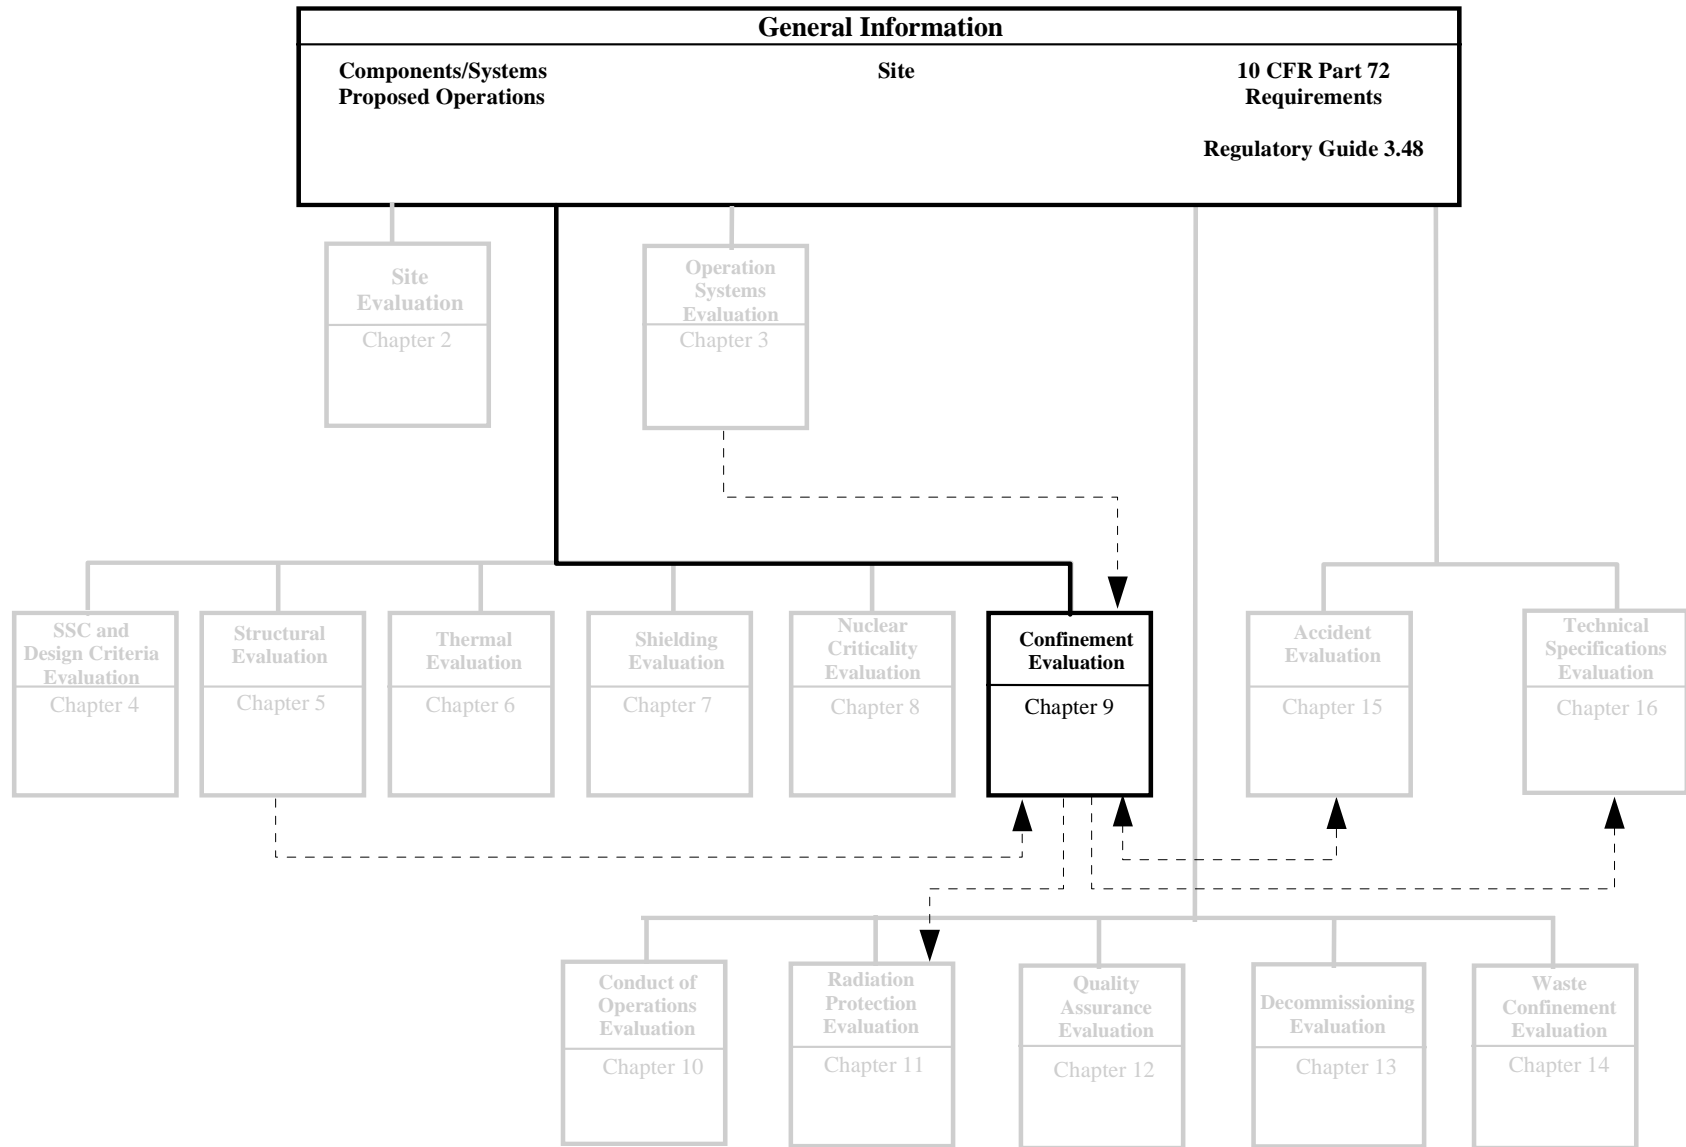 General Information
Components/Systems
Proposed Operations
Site
10 CFR Part 72
Requirements
Regulatory Guide 3.48
Site
Evaluation
Chapter 2
Operation
Systems
Evaluation
Chapter 3
SSC and
Design Criteria
Evaluation
Chapter 4
Structural
Evaluation
Chapter 5
Thermal
Evaluation
Chapter 6
Shielding
Evaluation
Chapter 7
Nuclear
Criticality
Evaluation
Chapter 8
Confinement
Evaluation
Chapter 9
Accident
Evaluation
Chapter 15
Technical
Specifications
Evaluation
Chapter 16
Conduct of
Operations
Evaluation
Chapter 10
Radiation
Protection
Evaluation
Chapter 11
Quality
Assurance
Evaluation
Chapter 12
Decommissioning
Evaluation
Chapter 13
Waste
Confinement
Evaluation
Chapter 14